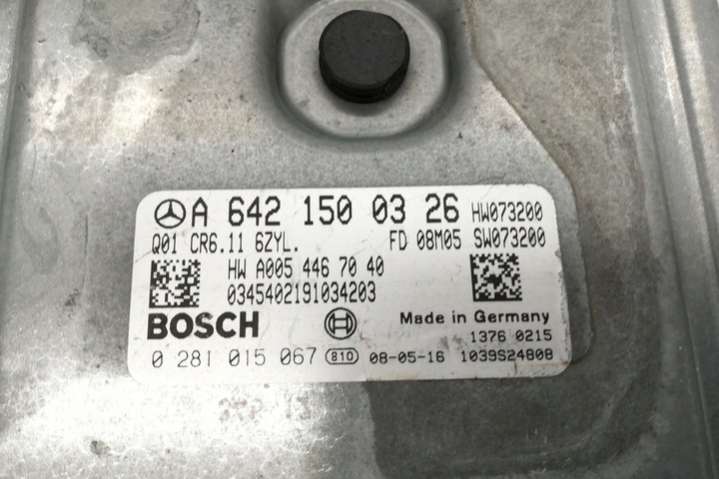 A 642 150 03 26 HW073200
Q01 CR6.11 6ZYL. FD 08M05 SW073200
HW A005 446 70 40
0345402191034203
BOSCH Made in Germany
1376 0215
0 281 015 067 810 08-05-16 1039S24808